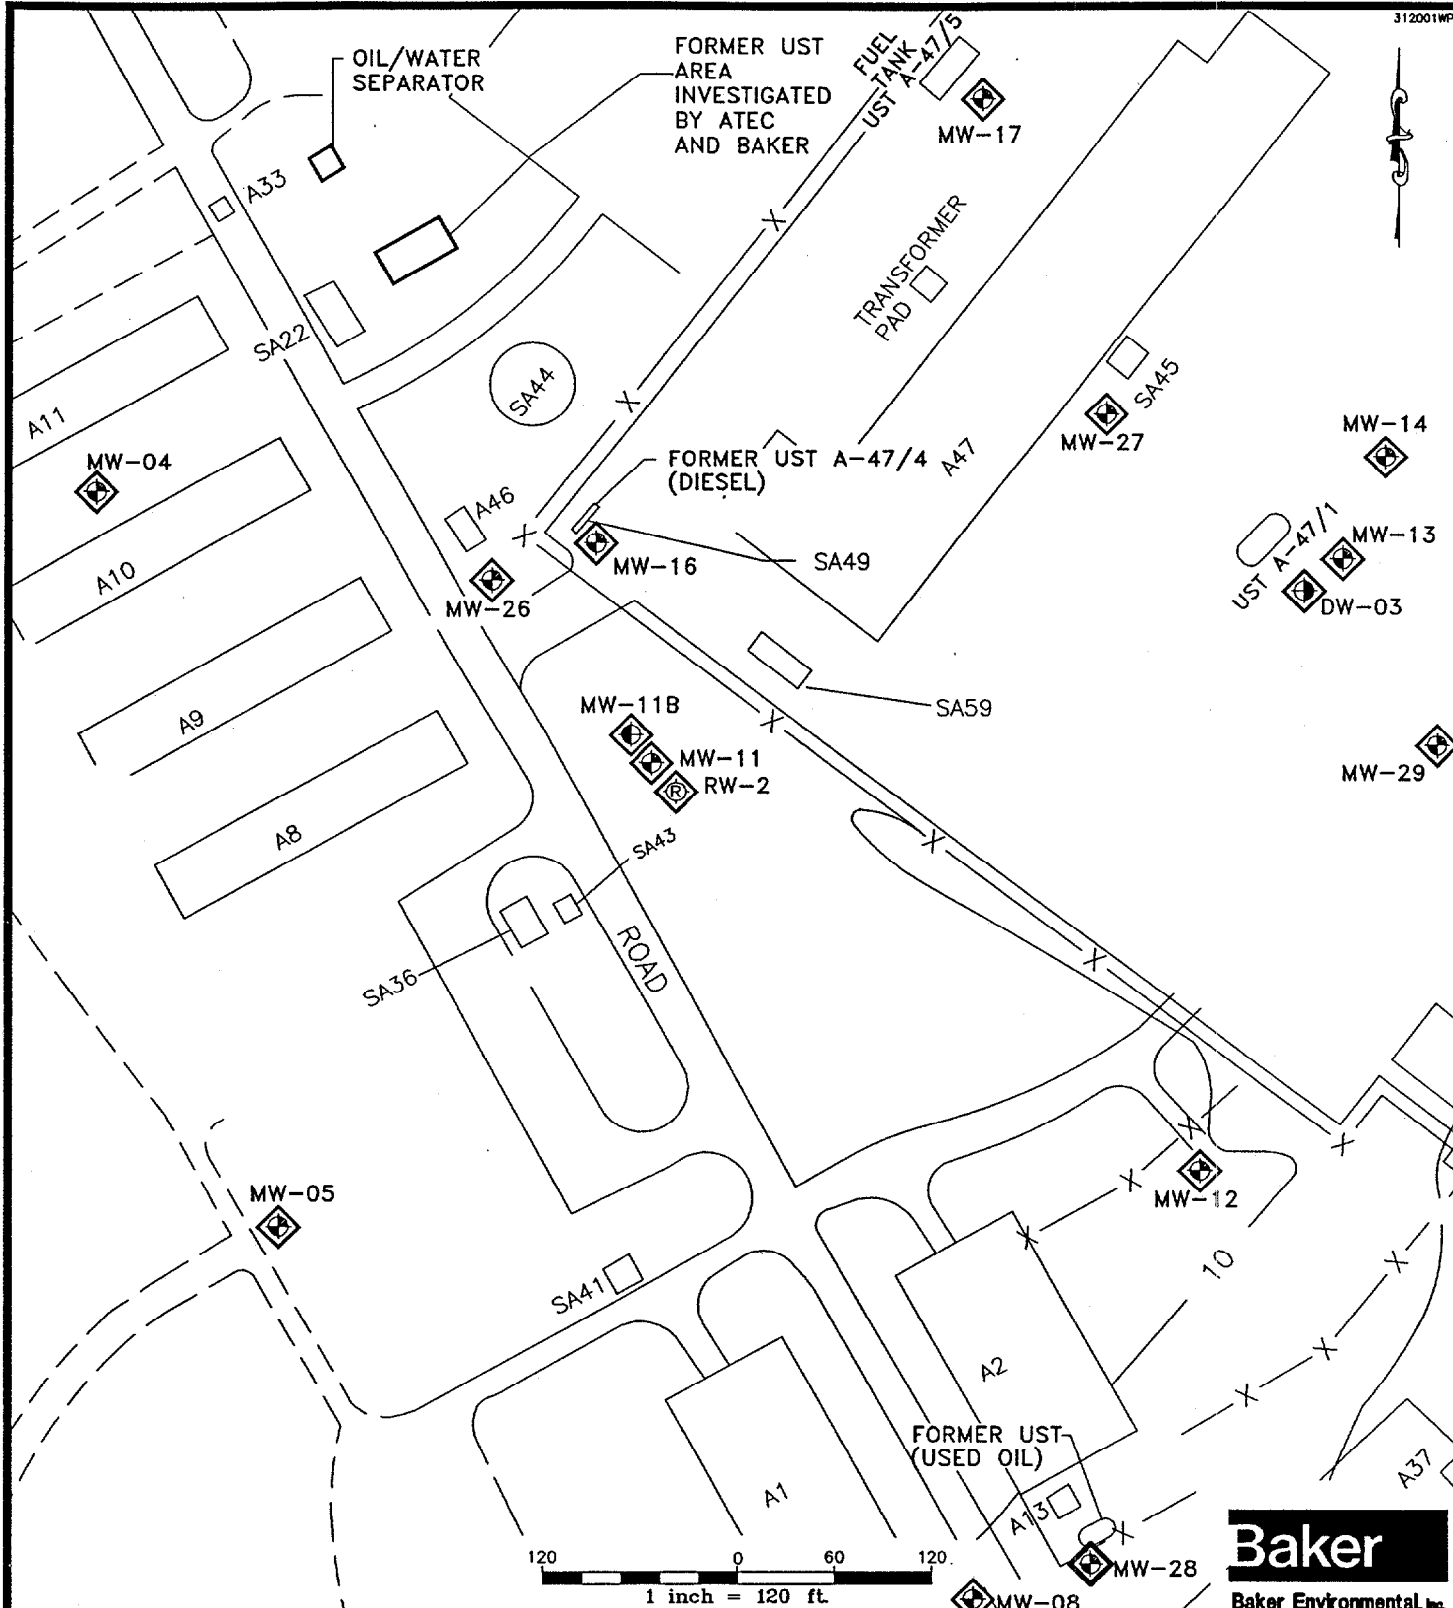 312001WP
OIL/WATER
SEPARATOR
FORMER UST
AREA
INVESTIGATED
BY ATEC
AND BAKER
FUEL
TANK
UST A-47/5
MW-17
A33
TRANSFORMER
PAD
SA22
SA44
SA45
A11
MW-04
MW-27
MW-14
FORMER UST A-47/4
(DIESEL)
A47
A46
A10
MW-16
SA49
MW-26
UST A-47/1
MW-13
DW-03
A9
SA59
MW-11B
MW-11
R
RW-2
MW-29
A8
SA43
ROAD
SA36
MW-05
MW-12
10
SA41
A2
FORMER UST
(USED OIL)
A37
A1
A13
MW-28
MW-08
120 0 60 120
1 inch = 120 ft.
Baker
Baker Environmental, Inc.